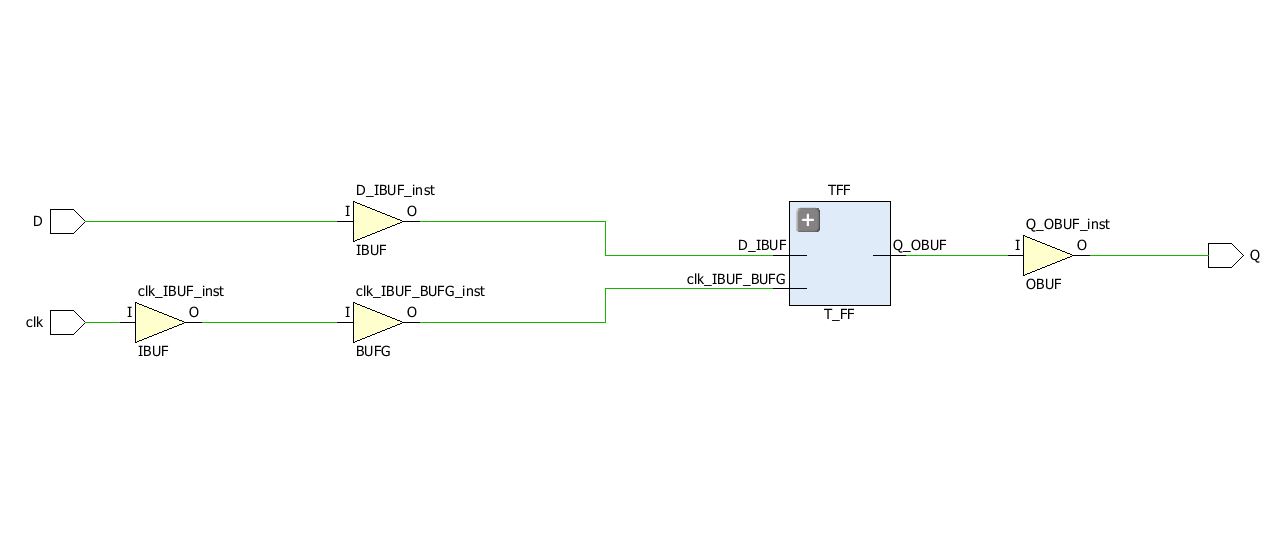 TFF
D_IBUF_inst
D
I
O
IBUF
D_IBUF
Q_OBUF
Q_OBUF_inst
I
O
OBUF
Q
clk_IBUF_BUFG
T_FF
clk_IBUF_inst
clk
I
O
IBUF
clk_IBUF_BUFG_inst
I
O
BUFG